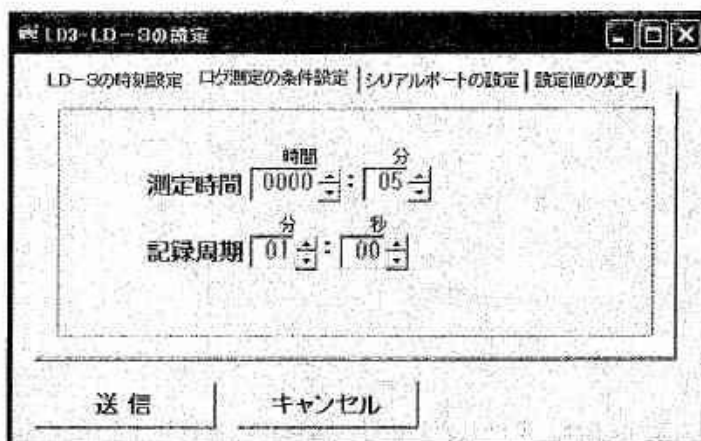 LD3-LD-3の設定
LD-3の時刻設定 ログ測定の条件設定 シリアルポートの設定 設定値の変更
時間 分
測定時間 0000 : 05
分 秒
記録周期 01 : 00
送信 キャンセル